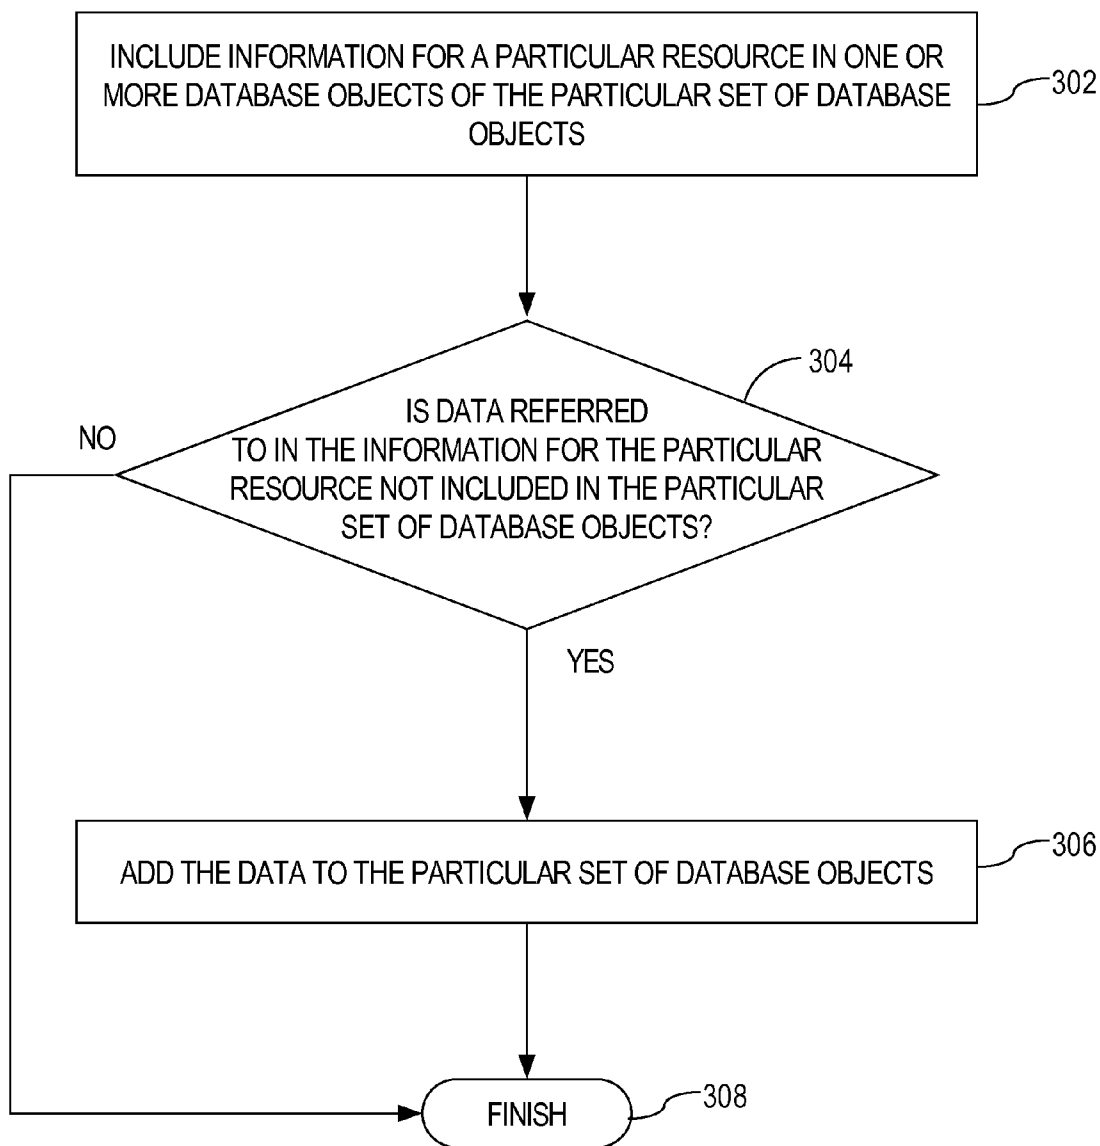 INCLUDE INFORMATION FOR A PARTICULAR RESOURCE IN ONE OR
MORE DATABASE OBJECTS OF THE PARTICULAR SET OF DATABASE
OBJECTS
302
304
IS DATA REFERRED
TO IN THE INFORMATION FOR THE PARTICULAR
RESOURCE NOT INCLUDED IN THE PARTICULAR
SET OF DATABASE OBJECTS?
NO
YES
ADD THE DATA TO THE PARTICULAR SET OF DATABASE OBJECTS
306
FINISH
308